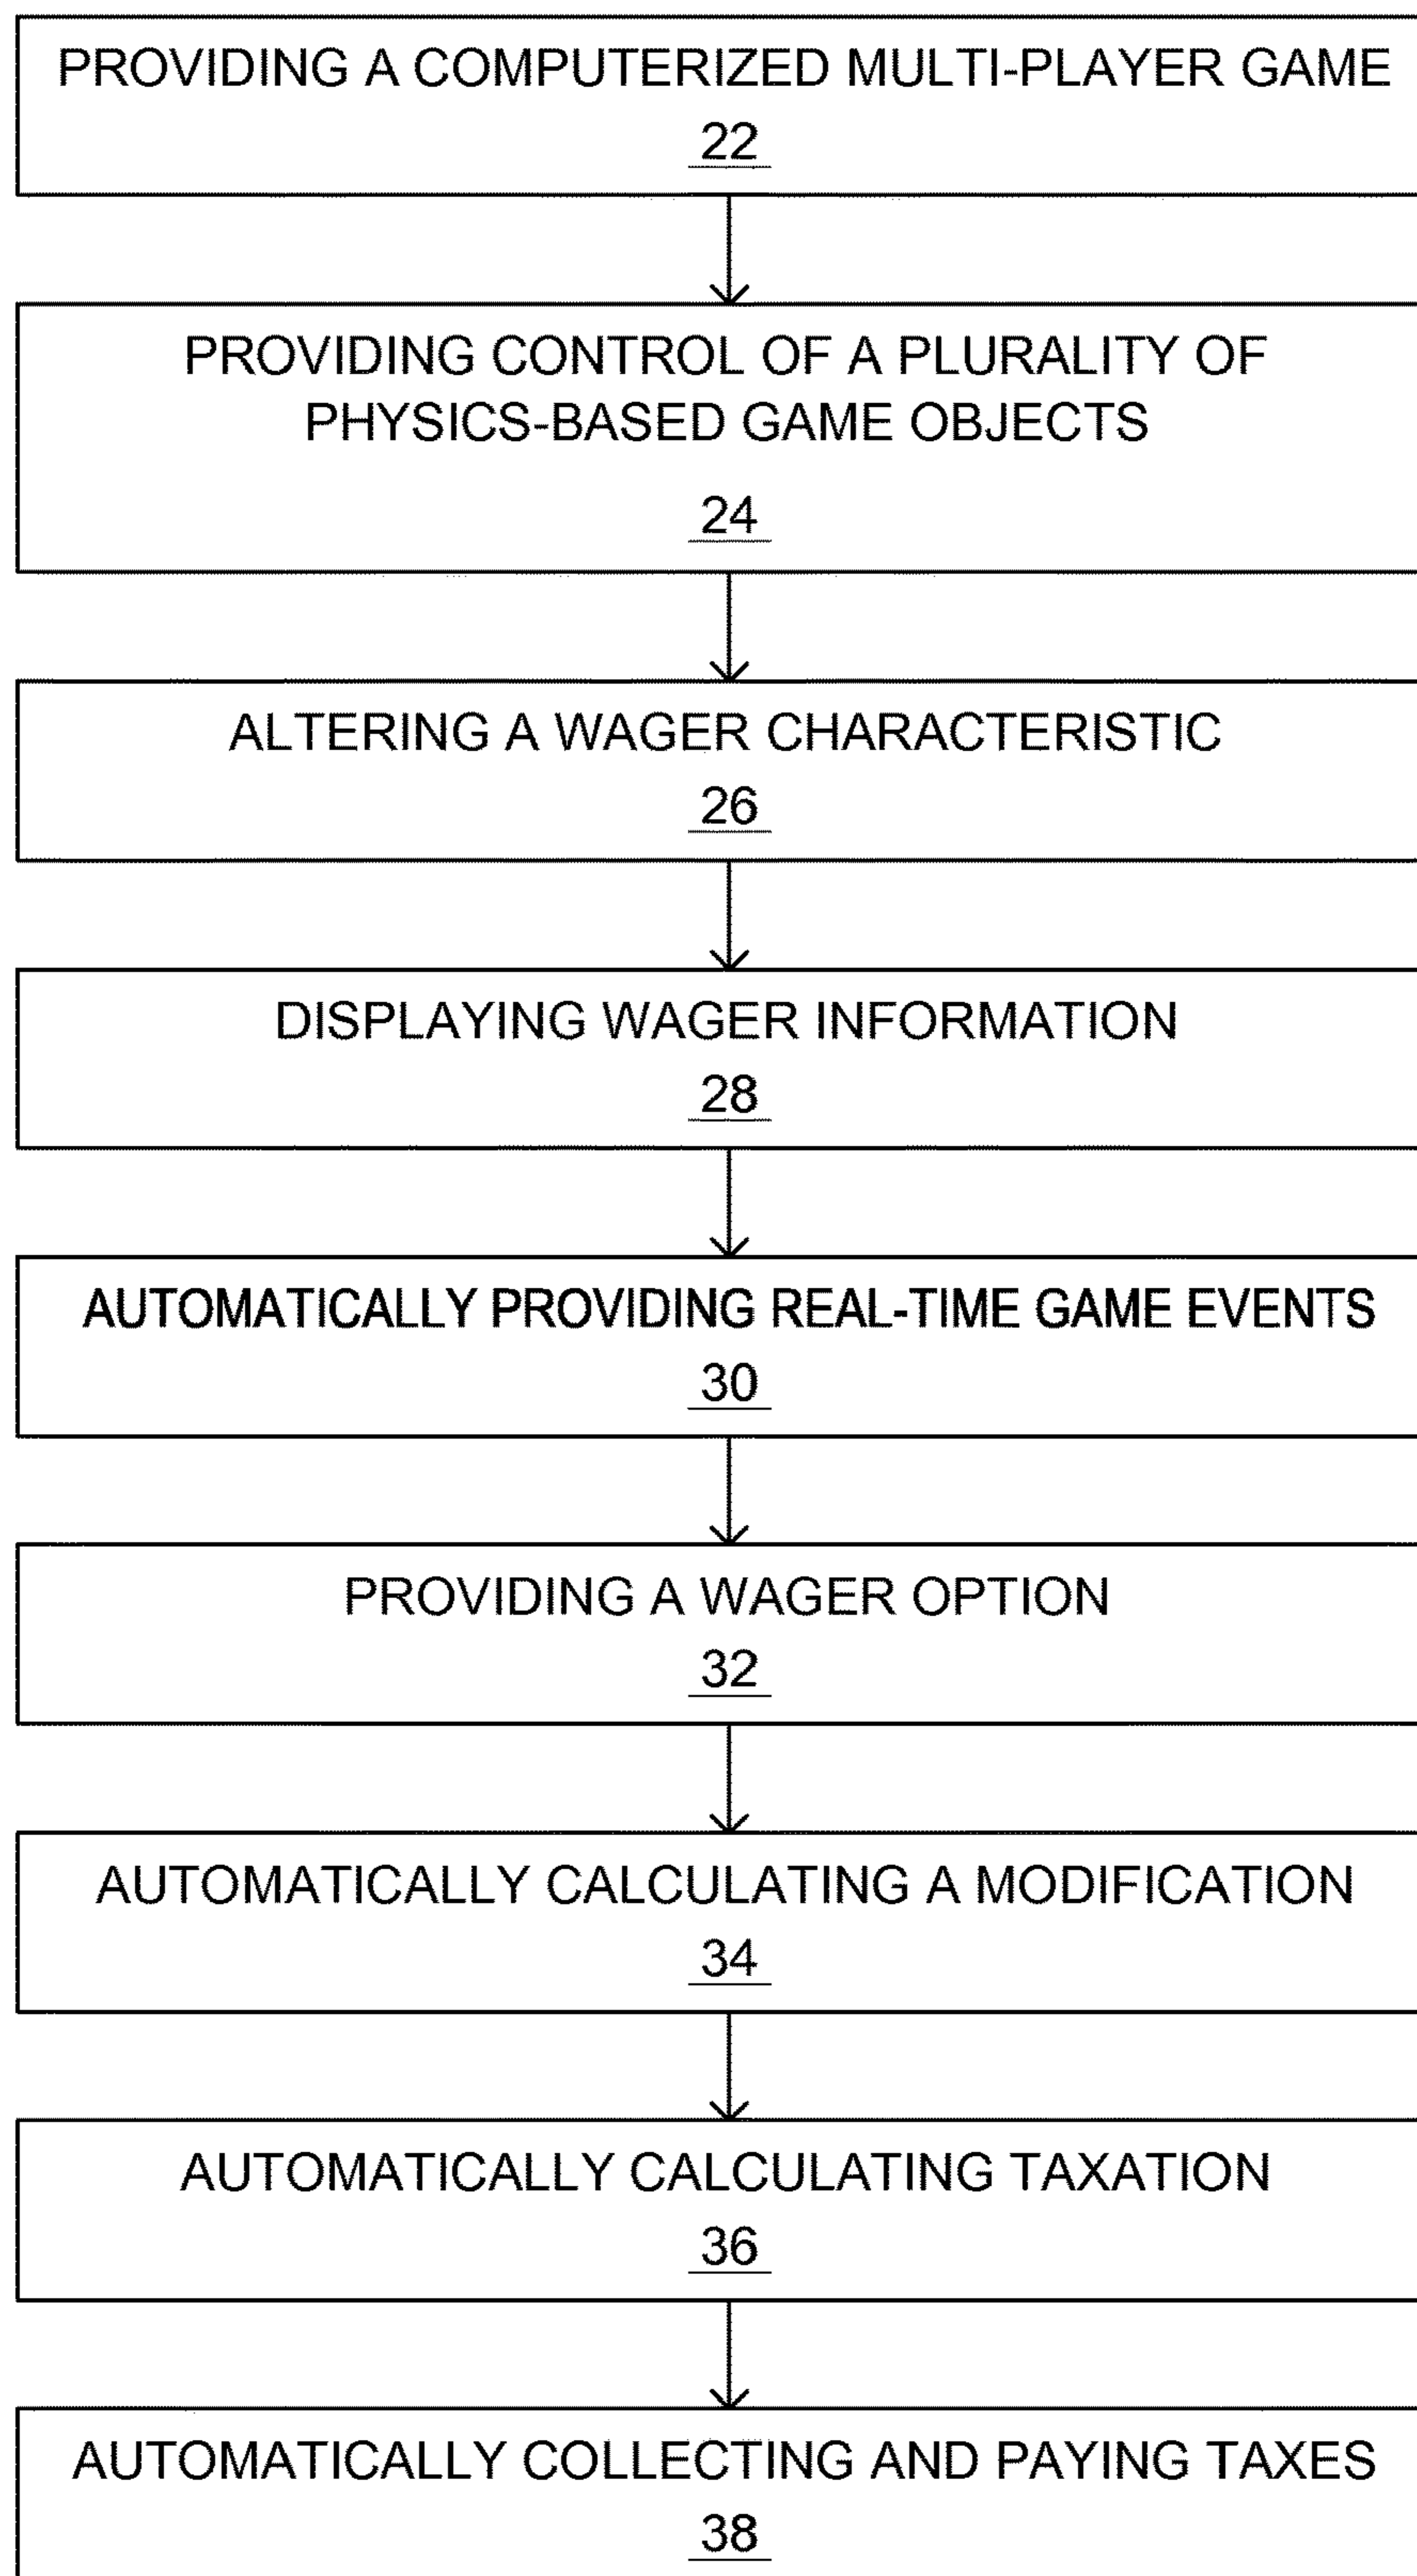 PROVIDING A COMPUTERIZED MULTI-PLAYER GAME
22
PROVIDING CONTROL OF A PLURALITY OF
PHYSICS-BASED GAME OBJECTS
24
ALTERING A WAGER CHARACTERISTIC
26
DISPLAYING WAGER INFORMATION
28
AUTOMATICALLY PROVIDING REAL-TIME GAME EVENTS
30
PROVIDING A WAGER OPTION
32
AUTOMATICALLY CALCULATING A MODIFICATION
34
AUTOMATICALLY CALCULATING TAXATION
36
AUTOMATICALLY COLLECTING AND PAYING TAXES
38